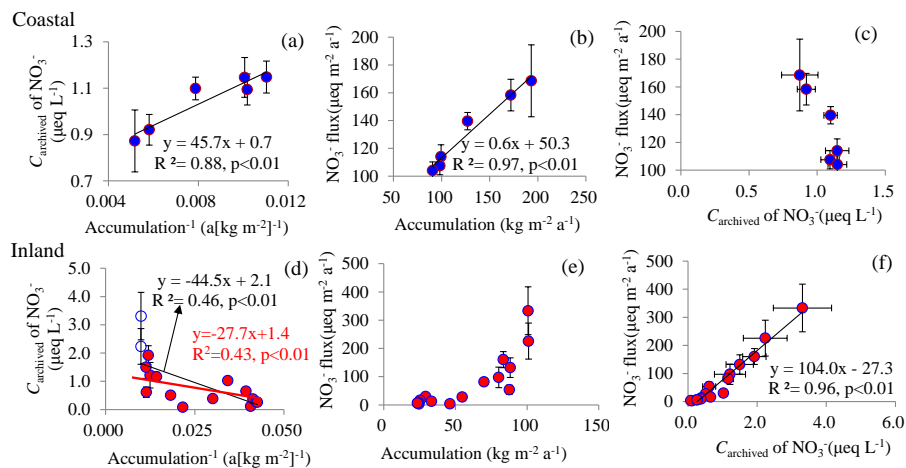 Coastal
(a)
C archived of NO₃⁻
(µeq L⁻¹)
1.3
1.1
0.9
0.7
y = 45.7x + 0.7
R ²= 0.88, p<0.01
0.004
0.008
0.012
Accumulation⁻¹ (a[kg m⁻²]⁻¹)
(b)
NO₃⁻ flux(µeq m⁻² a⁻¹)
200
180
160
140
120
100
y = 0.6x + 50.3
R ²= 0.97, p<0.01
50
100
150
200
250
Accumulation (kg m⁻² a⁻¹)
(c)
NO₃⁻ flux(µeq m⁻² a⁻¹)
200
180
160
140
120
100
0.0
0.5
1.0
1.5
C archived of NO₃⁻(µeq L⁻¹)
Inland
(d)
C archived of NO₃⁻
(µeq L⁻¹)
5.0
4.0
3.0
2.0
1.0
0.0
y = -44.5x + 2.1
R ²= 0.46, p<0.01
y=-27.7x+1.4
R²=0.43, p<0.01
0.000
0.025
0.050
Accumulation⁻¹ (a[kg m⁻²]⁻¹)
(e)
NO₃⁻ flux(µeq m⁻² a⁻¹)
500
400
300
200
100
0
0
50
100
150
Accumulation (kg m⁻² a⁻¹)
(f)
NO₃⁻ flux(µeq m⁻² a⁻¹)
500
400
300
200
100
0
y = 104.0x - 27.3
R ²= 0.96, p<0.01
0.0
2.0
4.0
6.0
C archived of NO₃⁻(µeq L⁻¹)